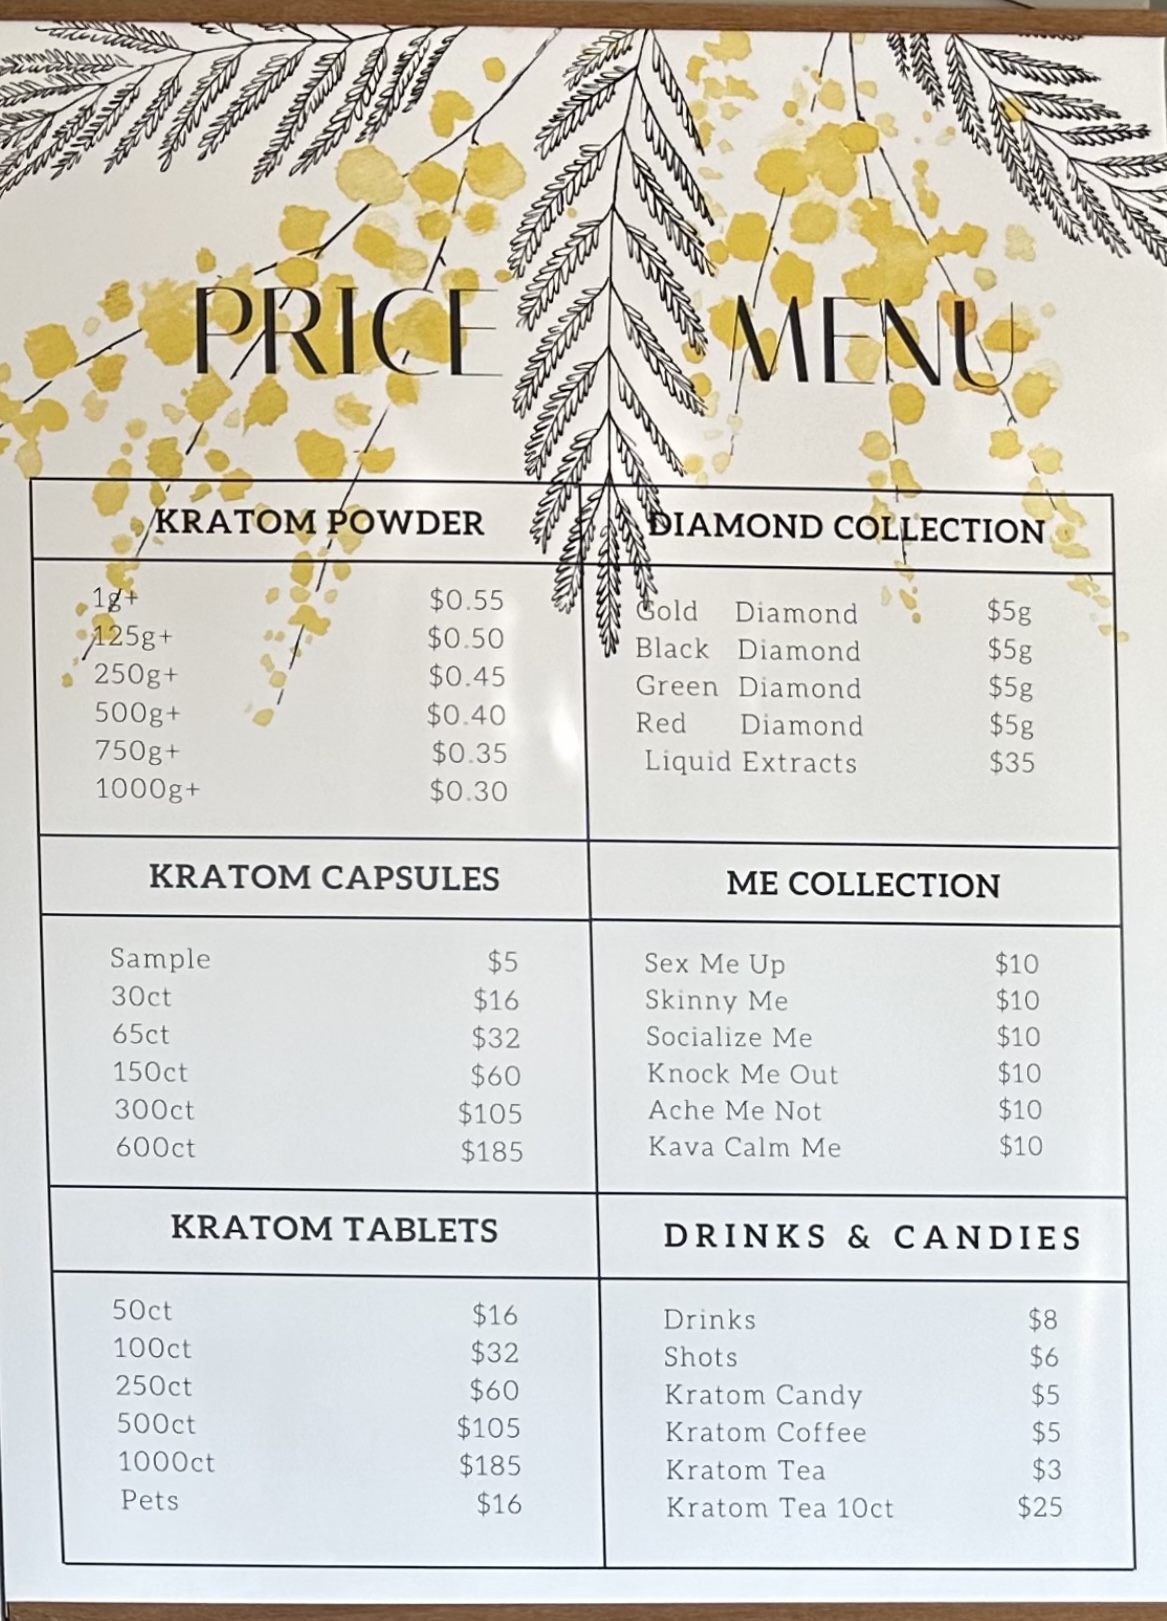 PRICE MENU
KRATOM POWDER
1g+ $0.55
125g+ $0.50
250g+ $0.45
500g+ $0.40
750g+ $0.35
1000g+ $0.30
DIAMOND COLLECTION
Gold Diamond $5g
Black Diamond $5g
Green Diamond $5g
Red Diamond $5g
Liquid Extracts $35
KRATOM CAPSULES
Sample $5
30ct $16
65ct $32
150ct $60
300ct $105
600ct $185
ME COLLECTION
Sex Me Up $10
Skinny Me $10
Socialize Me $10
Knock Me Out $10
Ache Me Not $10
Kava Calm Me $10
KRATOM TABLETS
50ct $16
100ct $32
250ct $60
500ct $105
1000ct $185
Pets $16
DRINKS & CANDIES
Drinks $8
Shots $6
Kratom Candy $5
Kratom Coffee $5
Kratom Tea $3
Kratom Tea 10ct $25